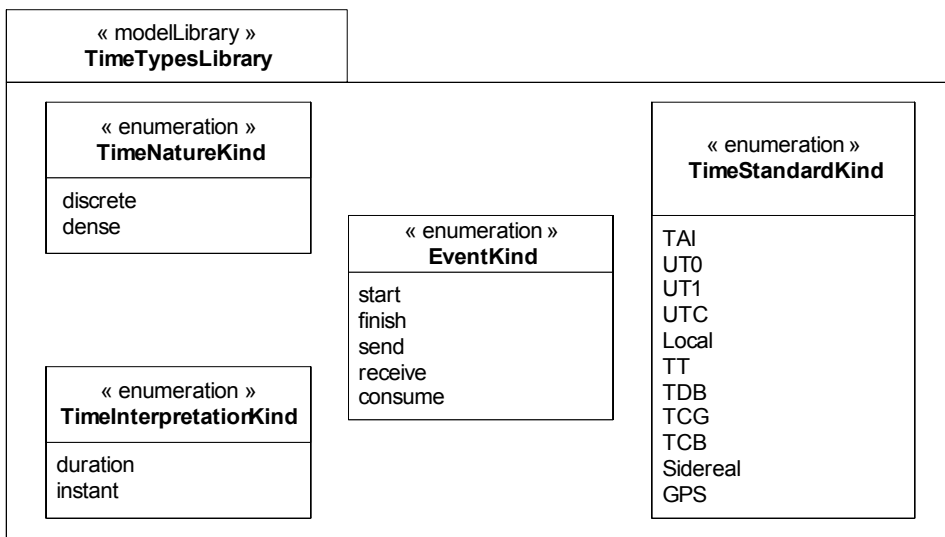 « modelLibrary »
TimeTypesLibrary
« enumeration »
TimeNatureKind
discrete
dense
« enumeration »
TimeInterpretationKind
duration
instant
« enumeration »
EventKind
start
finish
send
receive
consume
« enumeration »
TimeStandardKind
TAI
UT0
UT1
UTC
Local
TT
TDB
TCG
TCB
Sidereal
GPS